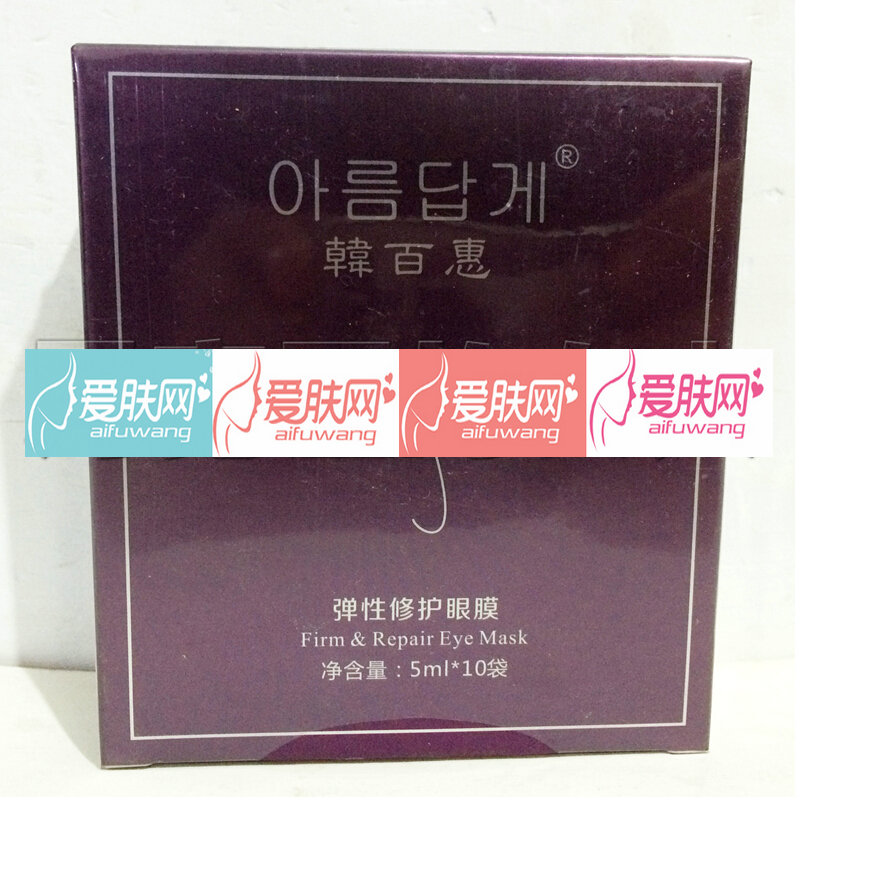 아름답게®
韓百惠
爱肤网 爱肤网 爱肤网 爱肤网
aifuwang aifuwang aifuwang aifuwang
弹性修护眼膜
Firm & Repair Eye Mask
净含量：5ml*10袋